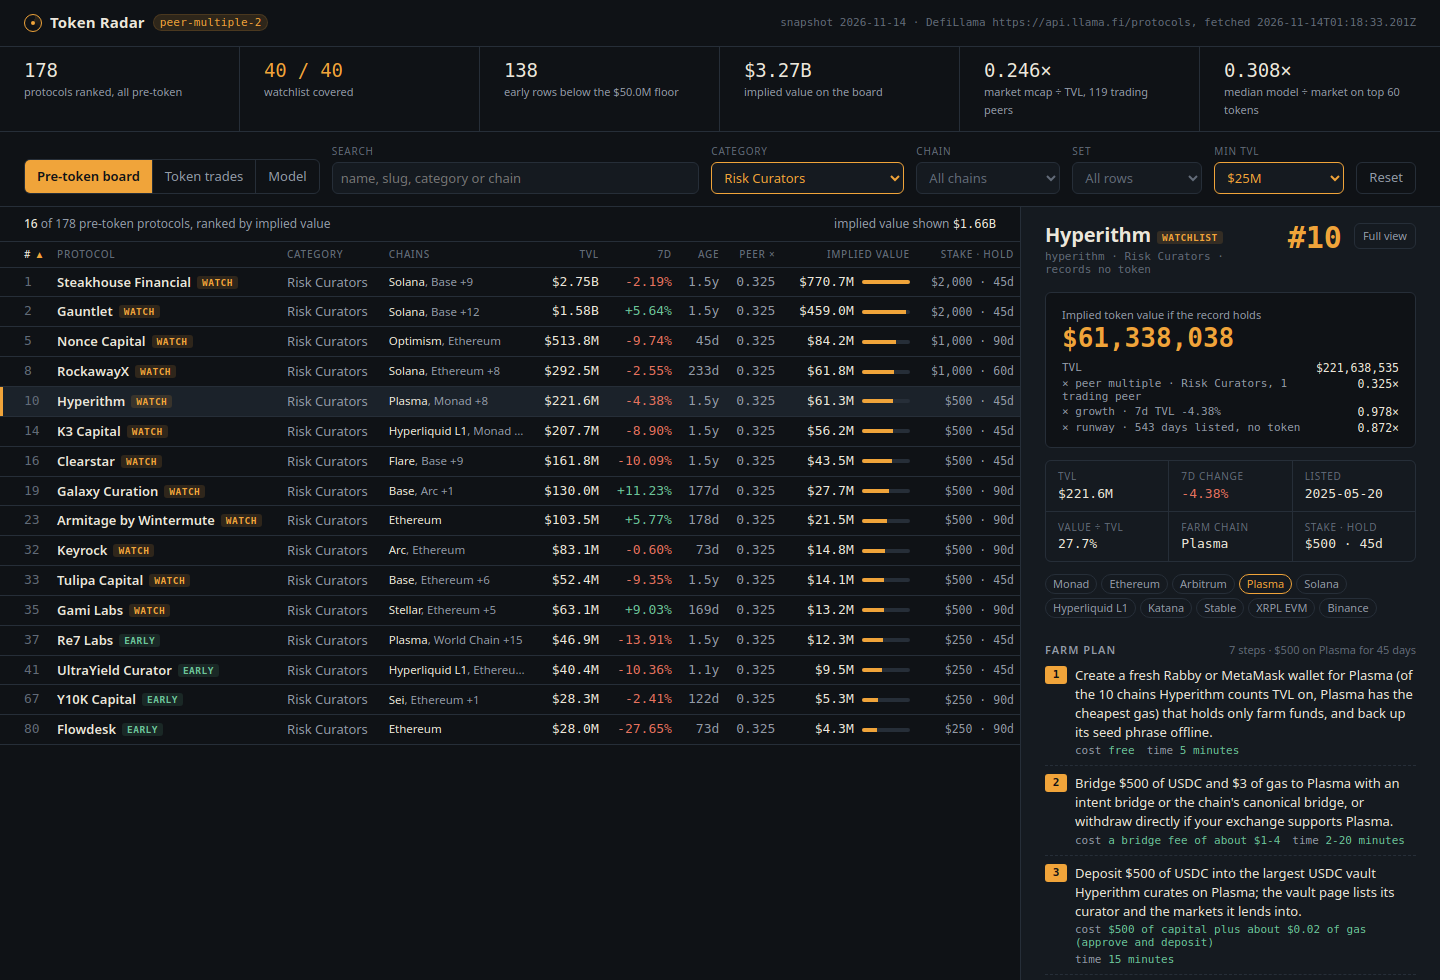 Token Radar peer-multiple-2
snapshot 2026-11-14 · DefiLlama https://api.llama.fi/protocols, fetched 2026-11-14T01:18:33.201Z
178
protocols ranked, all pre-token
40 / 40
watchlist covered
138
early rows below the $50.0M floor
$3.27B
implied value on the board
0.246×
market mcap ÷ TVL, 119 trading
peers
0.308×
median model ÷ market on top 60
tokens
Pre-token board Token trades Model
SEARCH
name, slug, category or chain
CATEGORY
Risk Curators
CHAIN
All chains
SET
All rows
MIN TVL
$25M
Reset
16 of 178 pre-token protocols, ranked by implied value
implied value shown $1.66B
# ▲ PROTOCOL CATEGORY CHAINS TVL 7D AGE PEER × IMPLIED VALUE STAKE · HOLD
1 Steakhouse Financial WATCH Risk Curators Solana, Base +9 $2.75B -2.19% 1.5y 0.325 $770.7M $2,000 · 45d
2 Gauntlet WATCH Risk Curators Solana, Base +12 $1.58B +5.64% 1.5y 0.325 $459.0M $2,000 · 45d
5 Nonce Capital WATCH Risk Curators Optimism, Ethereum $513.8M -9.74% 45d 0.325 $84.2M $1,000 · 90d
8 RockawayX WATCH Risk Curators Solana, Ethereum +8 $292.5M -2.55% 233d 0.325 $61.8M $1,000 · 60d
10 Hyperithm WATCH Risk Curators Plasma, Monad +8 $221.6M -4.38% 1.5y 0.325 $61.3M $500 · 45d
14 K3 Capital WATCH Risk Curators Hyperliquid L1, Monad ... $207.7M -8.90% 1.5y 0.325 $56.2M $500 · 45d
16 Clearstar WATCH Risk Curators Flare, Base +9 $161.8M -10.09% 1.5y 0.325 $43.5M $500 · 45d
19 Galaxy Curation WATCH Risk Curators Base, Arc +1 $130.0M +11.23% 177d 0.325 $27.7M $500 · 90d
23 Armitage by Wintermute WATCH Risk Curators Ethereum $103.5M +5.77% 178d 0.325 $21.5M $500 · 90d
32 Keyrock WATCH Risk Curators Arc, Ethereum $83.1M -0.60% 73d 0.325 $14.8M $500 · 90d
33 Tulipa Capital WATCH Risk Curators Base, Ethereum +6 $52.4M -9.35% 1.5y 0.325 $14.1M $500 · 45d
35 Gami Labs WATCH Risk Curators Stellar, Ethereum +5 $63.1M +9.03% 169d 0.325 $13.2M $500 · 90d
37 Re7 Labs EARLY Risk Curators Plasma, World Chain +15 $46.9M -13.91% 1.5y 0.325 $12.3M $250 · 45d
41 UltraYield Curator EARLY Risk Curators Hyperliquid L1, Ethereu... $40.4M -10.36% 1.1y 0.325 $9.5M $250 · 45d
67 Y10K Capital EARLY Risk Curators Sei, Ethereum +1 $28.3M -2.41% 122d 0.325 $5.3M $250 · 90d
80 Flowdesk EARLY Risk Curators Ethereum $28.0M -27.65% 73d 0.325 $4.3M $250 · 90d
Hyperithm WATCHLIST #10 Full view
hyperithm · Risk Curators ·
records no token
Implied token value if the record holds
$61,338,038
TVL $221,638,535
× peer multiple · Risk Curators, 1 0.325×
trading peer
× growth · 7d TVL -4.38% 0.978×
× runway · 543 days listed, no token 0.872×
TVL 7D CHANGE LISTED
$221.6M -4.38% 2025-05-20
VALUE ÷ TVL FARM CHAIN STAKE · HOLD
27.7% Plasma $500 · 45d
Monad Ethereum Arbitrum Plasma Solana
Hyperliquid L1 Katana Stable XRPL EVM Binance
FARM PLAN 7 steps · $500 on Plasma for 45 days
1 Create a fresh Rabby or MetaMask wallet for Plasma (of
the 10 chains Hyperithm counts TVL on, Plasma has the
cheapest gas) that holds only farm funds, and back up
its seed phrase offline.
cost free time 5 minutes
2 Bridge $500 of USDC and $3 of gas to Plasma with an
intent bridge or the chain's canonical bridge, or
withdraw directly if your exchange supports Plasma.
cost a bridge fee of about $1-4 time 2-20 minutes
3 Deposit $500 of USDC into the largest USDC vault
Hyperithm curates on Plasma; the vault page lists its
curator and the markets it lends into.
cost $500 of capital plus about $0.02 of gas
(approve and deposit)
time 15 minutes